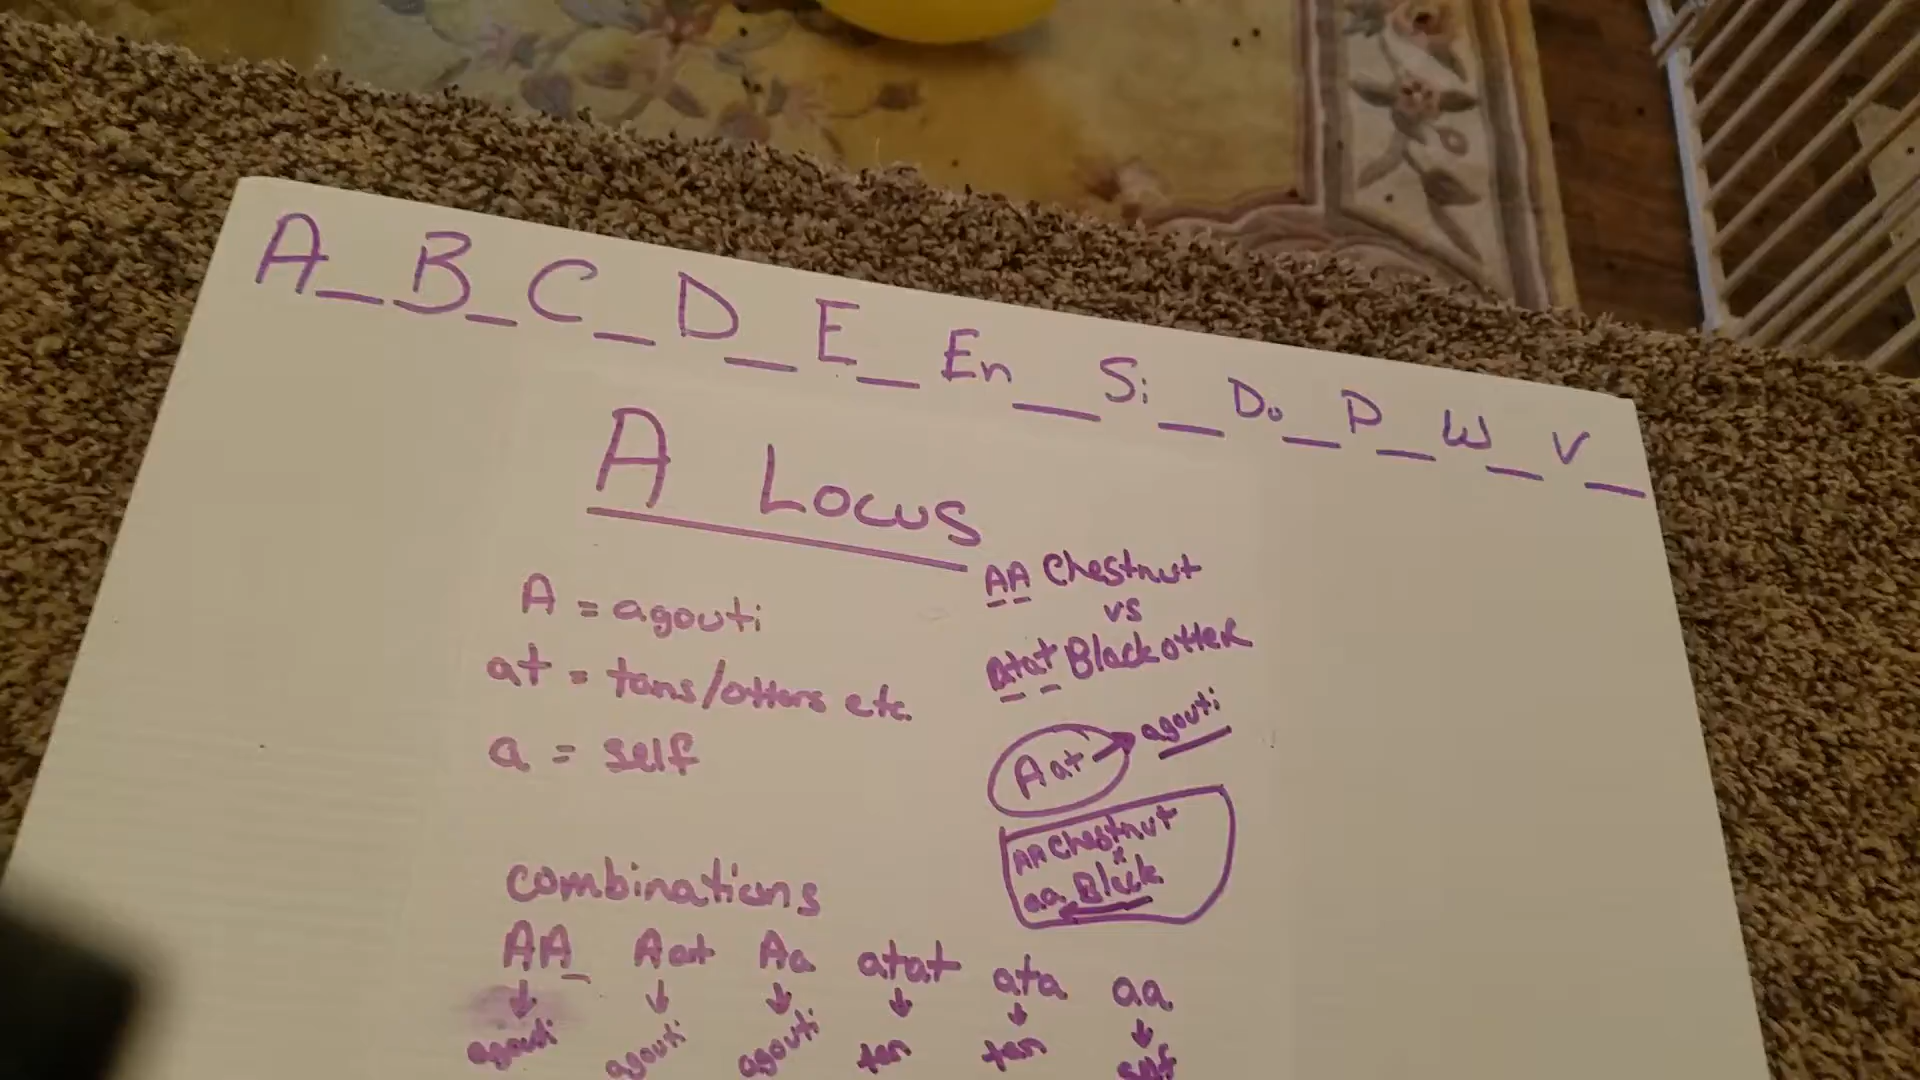 A_B_C_D_E_En_Si_Du_P_W_V_
A Locus
A = agouti
at = tans/otters etc.
a = self
AA Chestnut
vs
atat Black otter
Aat → agouti
AA Chestnut
x
aa Black
combinations
AA Aat Aa atat ata aa
agouti agouti agouti tan tan self